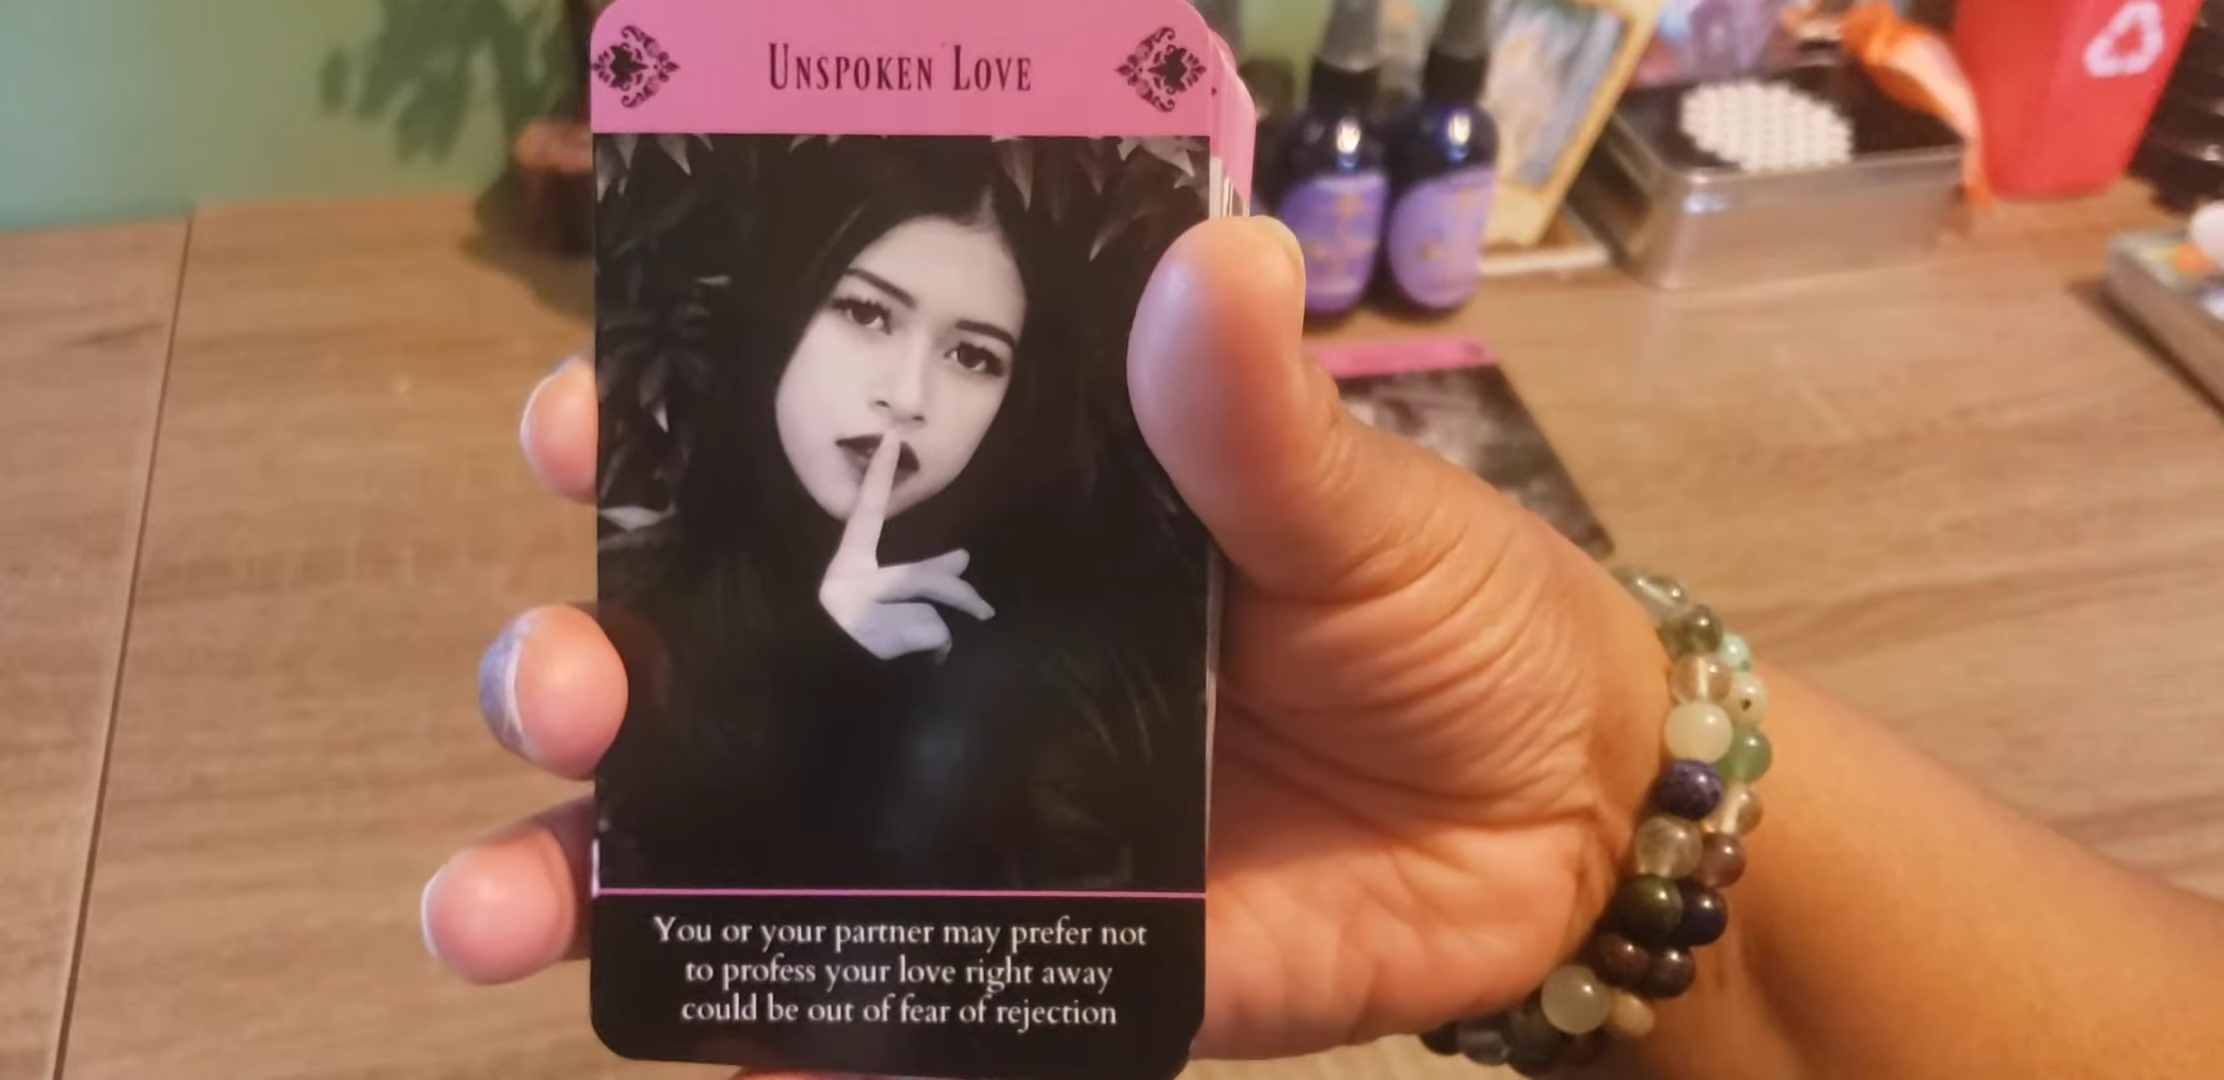 Unspoken Love
You or your partner may prefer not
to profess your love right away
could be out of fear of rejection